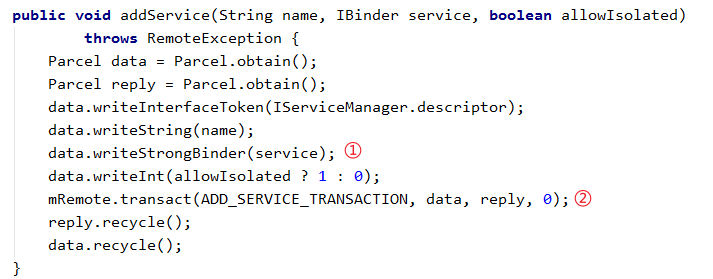 public void addService(String name, IBinder service, boolean allowIsolated)
        throws RemoteException {
    Parcel data = Parcel.obtain();
    Parcel reply = Parcel.obtain();
    data.writeInterfaceToken(IServiceManager.descriptor);
    data.writeString(name);
    data.writeStrongBinder(service); ①
    data.writeInt(allowIsolated ? 1 : 0);
    mRemote.transact(ADD_SERVICE_TRANSACTION, data, reply, 0); ②
    reply.recycle();
    data.recycle();
}